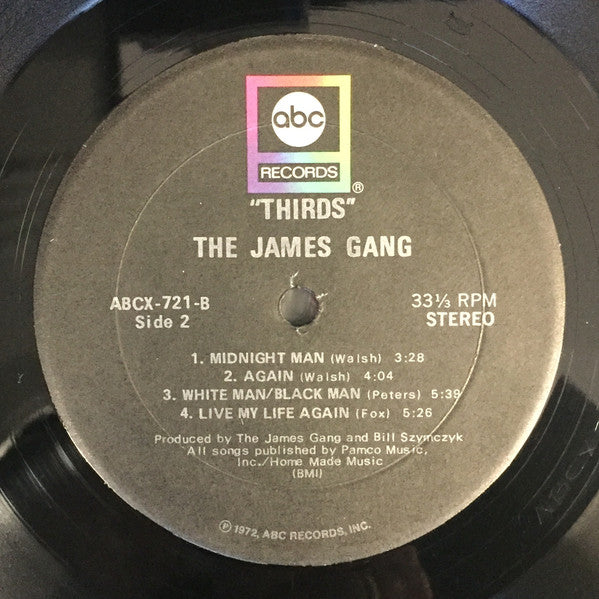 abc
RECORDS
®
"THIRDS"
THE JAMES GANG
ABCX-721-B
Side 2
33⅓ RPM
STEREO
1. MIDNIGHT MAN (Walsh) 3:28
2. AGAIN (Walsh) 4:04
3. WHITE MAN/BLACK MAN (Peters) 5:39
4. LIVE MY LIFE AGAIN (Fox) 5:26
Produced by The James Gang and Bill Szymczyk
All songs published by Pamco Music,
Inc./Home Made Music
(BMI)
℗ 1972, ABC RECORDS, INC.